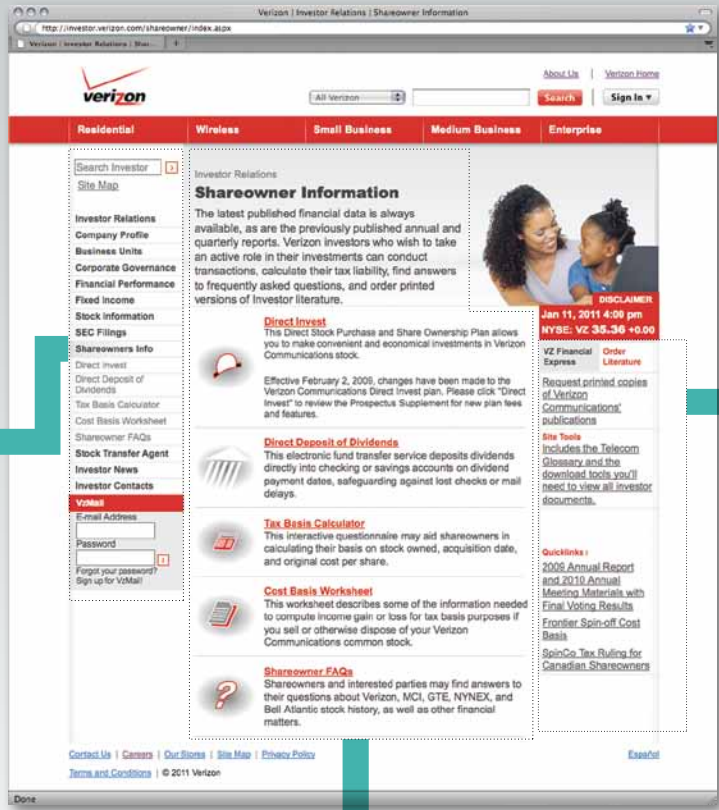 Verizon | Investor Relations | Shareowner Information
http://investor.verizon.com/shareowner/index.aspx
Verizon | Investor Relations | Shar...
About Us | Verizon Home
verizon
All Verizon
Search
Sign In
Residential
Wireless
Small Business
Medium Business
Enterprise
Search Investor
Site Map
Investor Relations
Company Profile
Business Units
Corporate Governance
Financial Performance
Fixed Income
Stock Information
SEC Filings
Shareowners Info
Direct Invest
Direct Deposit of
Dividends
Tax Basis Calculator
Cost Basis Worksheet
Shareowner FAQs
Stock Transfer Agent
Investor News
Investor Contacts
VzMail
E-mail Address
Password
Forgot your password?
Sign up for VzMail!
Investor Relations
Shareowner Information
The latest published financial data is always
available, as are the previously published annual and
quarterly reports. Verizon investors who wish to take
an active role in their investments can conduct
transactions, calculate their tax liability, find answers
to frequently asked questions, and order printed
versions of Investor literature.
Direct Invest
This Direct Stock Purchase and Share Ownership Plan allows
you to make convenient and economical investments in Verizon
Communications stock.
Effective February 2, 2009, changes have been made to the
Verizon Communications Direct Invest plan. Please click "Direct
Invest" to review the Prospectus Supplement for new plan fees
and features.
Direct Deposit of Dividends
This electronic fund transfer service deposits dividends
directly into checking or savings accounts on dividend
payment dates, safeguarding against lost checks or mail
delays.
Tax Basis Calculator
This interactive questionnaire may aid shareowners in
calculating their basis on stock owned, acquisition date,
and original cost per share.
Cost Basis Worksheet
This worksheet describes some of the information needed
to compute income gain or loss for tax basis purposes if
you sell or otherwise dispose of your Verizon
Communications common stock.
Shareowner FAQs
Shareowners and interested parties may find answers to
their questions about Verizon, MCI, GTE, NYNEX, and
Bell Atlantic stock history, as well as other financial
matters.
DISCLAIMER
Jan 11, 2011 4:00 pm
NYSE: VZ 35.36 +0.00
VZ Financial
Express
Order
Literature
Request printed copies
of Verizon
Communications'
publications
Site Tools
Includes the Telecom
Glossary and the
download tools you'll
need to view all investor
documents.
Quicklinks ›
2009 Annual Report
and 2010 Annual
Meeting Materials with
Final Voting Results
Frontier Spin-off Cost
Basis
SpinCo Tax Ruling for
Canadian Shareowners
Contact Us | Careers | Our Stores | Site Map | Privacy Policy
Español
Terms and Conditions | © 2011 Verizon
Done